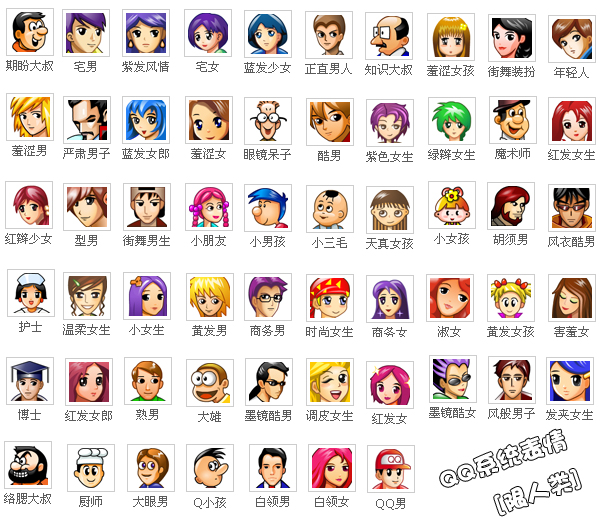 期盼大叔 宅男 紫发风情 宅女 蓝发少女 正直男人 知识大叔 羞涩女孩 街舞装扮 年轻人
羞涩男 严肃男子 蓝发女郎 羞涩女 眼镜呆子 酷男 紫色女生 绿辫女生 魔术师 红发女生
红辫少女 型男 街舞男生 小朋友 小男孩 小三毛 天真女孩 小女孩 胡须男 风衣酷男
护士 温柔女生 小女生 黄发男 商务男 时尚女生 商务女 淑女 黄发女孩 害羞女
博士 红发女郎 熟男 大雄 墨镜酷男 调皮女生 红发女 墨镜酷女 风般男子 发夹女生
络腮大叔 厨师 大眼男 Q小孩 白领男 白领女 QQ男
QQ系统表情
[限人类]